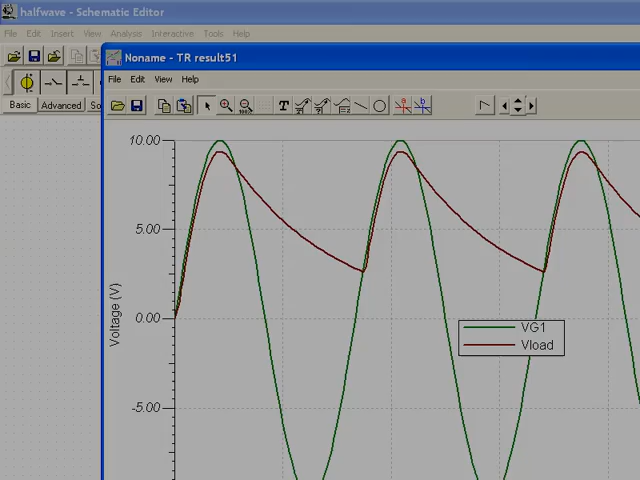 halfwave - Schematic Editor
File Edit Insert View Analysis Interactive Tools Help
Noname - TR result51
File Edit View Help
Basic Advanced So
T
a
b
10.00
5.00
Voltage (V)
0.00
VG1
Vload
-5.00